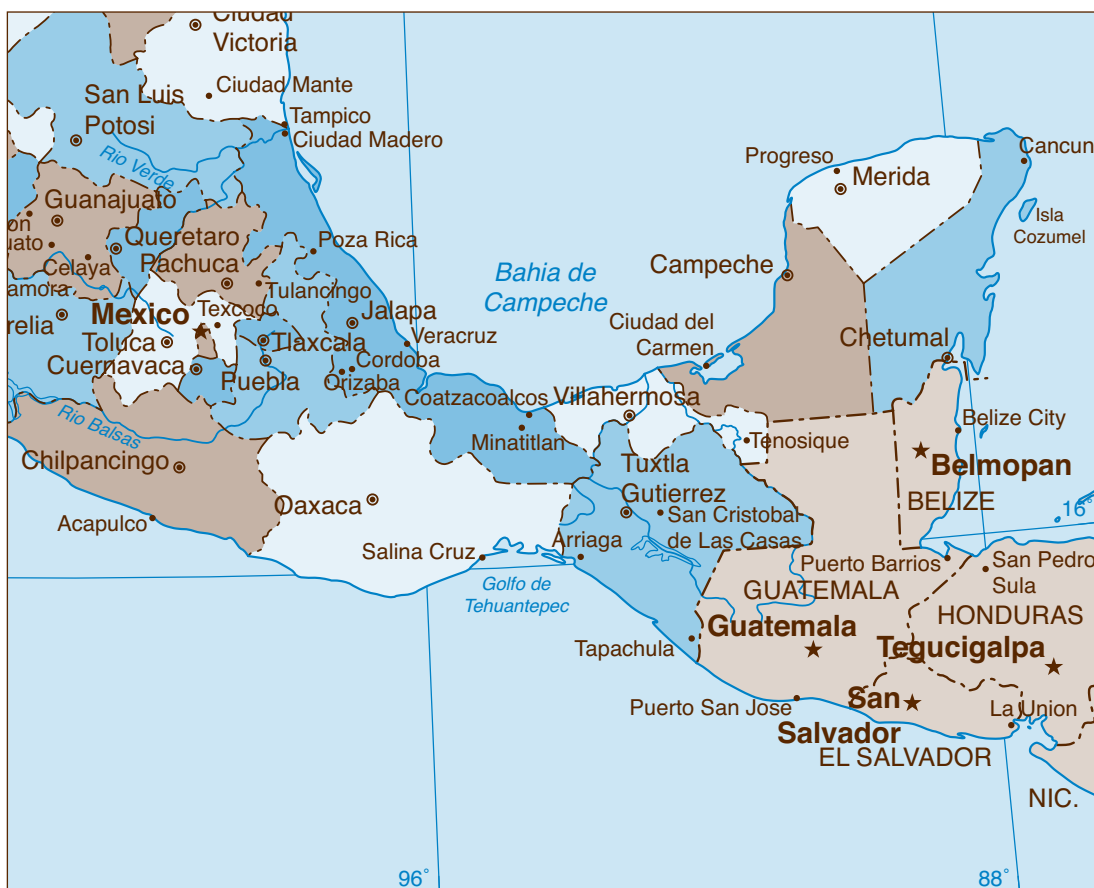 Ciudad
Victoria
Ciudad Mante
San Luis
Potosi
Tampico
Ciudad Madero
Rio Verde
Progreso
Merida
Cancun
Isla
Cozumel
Guanajuato
Queretaro
Pachuca
Poza Rica
Celaya
Tulancingo
Bahia de
Campeche
Campeche
Mexico
Texcoco
Jalapa
Veracruz
Toluca
Tlaxcala
Cuernavaca
Puebla
Cordoba
Orizaba
Ciudad del
Carmen
Chetumal
Coatzacoalcos
Villahermosa
Minatitlan
Tenosique
Belize City
Belmopan
BELIZE
Rio Balsas
Chilpancingo
Oaxaca
Tuxtla
Gutierrez
San Cristobal
de Las Casas
Acapulco
Salina Cruz
Arriaga
16°
Puerto Barrios
San Pedro
Sula
Golfo de
Tehuantepec
GUATEMALA
HONDURAS
Guatemala
Tegucigalpa
Tapachula
Puerto San Jose
San
Salvador
La Union
EL SALVADOR
NIC.
96°
88°